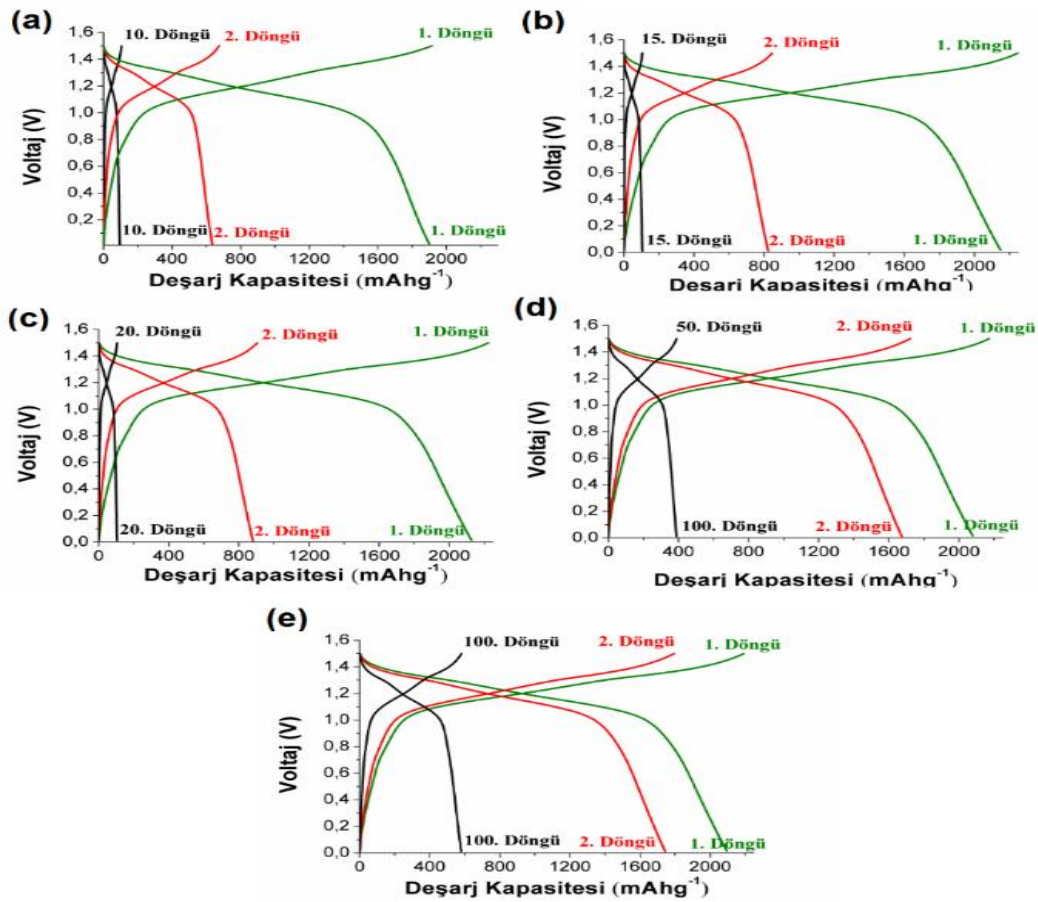 (a)
1,6
1,4
1,2
1,0
0,8
0,6
0,4
0,2
Voltaj (V)
10. Döngü
2. Döngü
1. Döngü
10. Döngü
2. Döngü
1. Döngü
0 400 800 1200 1600 2000
Deşarj Kapasitesi (mAhg⁻¹)
(b)
1,6
1,4
1,2
1,0
0,8
0,6
0,4
0,2
0,0
Voltaj (V)
15. Döngü
2. Döngü
1. Döngü
15. Döngü
2. Döngü
1. Döngü
0 400 800 1200 1600 2000
Desari Kapasitesi (mAhg⁻¹)
(c)
1,6
1,4
1,2
1,0
0,8
0,6
0,4
0,2
0,0
Voltaj (V)
20. Döngü
2. Döngü
1. Döngü
20. Döngü
2. Döngü
1. Döngü
0 400 800 1200 1600 2000
Deşarj Kapasitesi (mAhg⁻¹)
(d)
1,6
1,4
1,2
1,0
0,8
0,6
0,4
0,2
0,0
Voltaj (V)
50. Döngü
2. Döngü
1. Döngü
100. Döngü
2. Döngü
1. Döngü
0 400 800 1200 1600 2000
Deşarj Kapasitesi (mAhg⁻¹)
(e)
1,6
1,4
1,2
1,0
0,8
0,6
0,4
0,2
0,0
Voltaj (V)
100. Döngü
2. Döngü
1. Döngü
100. Döngü
2. Döngü
1. Döngü
0 400 800 1200 1600 2000
Deşarj Kapasitesi (mAhg⁻¹)